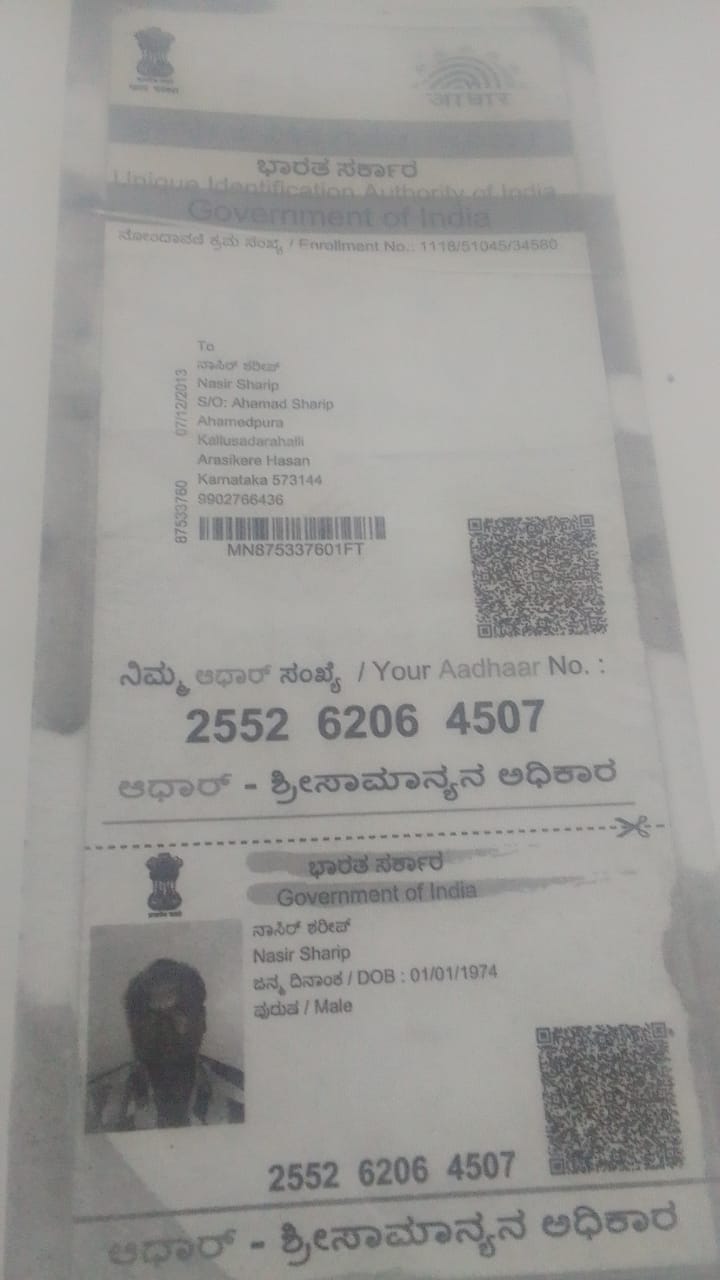 आधार
ಭಾರತ ಸರ್ಕಾರ
Unique Identification Authority of India
Government of India
ನೋಂದಾವಣಿ ಕ್ರಮ ಸಂಖ್ಯೆ / Enrollment No.: 1118/51045/34580
To
ನಾಸಿರ್ ಶರೀಪ್
Nasir Sharip
S/O: Ahamad Sharip
Ahamedpura
Kallusadarahalli
Arasikere Hasan
Karnataka 573144
9902766436
87533760 07/12/2013
MN875337601FT
ನಿಮ್ಮ ಆಧಾರ್ ಸಂಖ್ಯೆ / Your Aadhaar No. :
2552 6206 4507
ಆಧಾರ್ - ಶ್ರೀಸಾಮಾನ್ಯನ ಅಧಿಕಾರ
ಭಾರತ ಸರ್ಕಾರ
Government of India
ನಾಸಿರ್ ಶರೀಪ್
Nasir Sharip
ಜನ್ಮ ದಿನಾಂಕ / DOB : 01/01/1974
ಪುರುಷ / Male
2552 6206 4507
ಆಧಾರ್ - ಶ್ರೀಸಾಮಾನ್ಯನ ಅಧಿಕಾರ